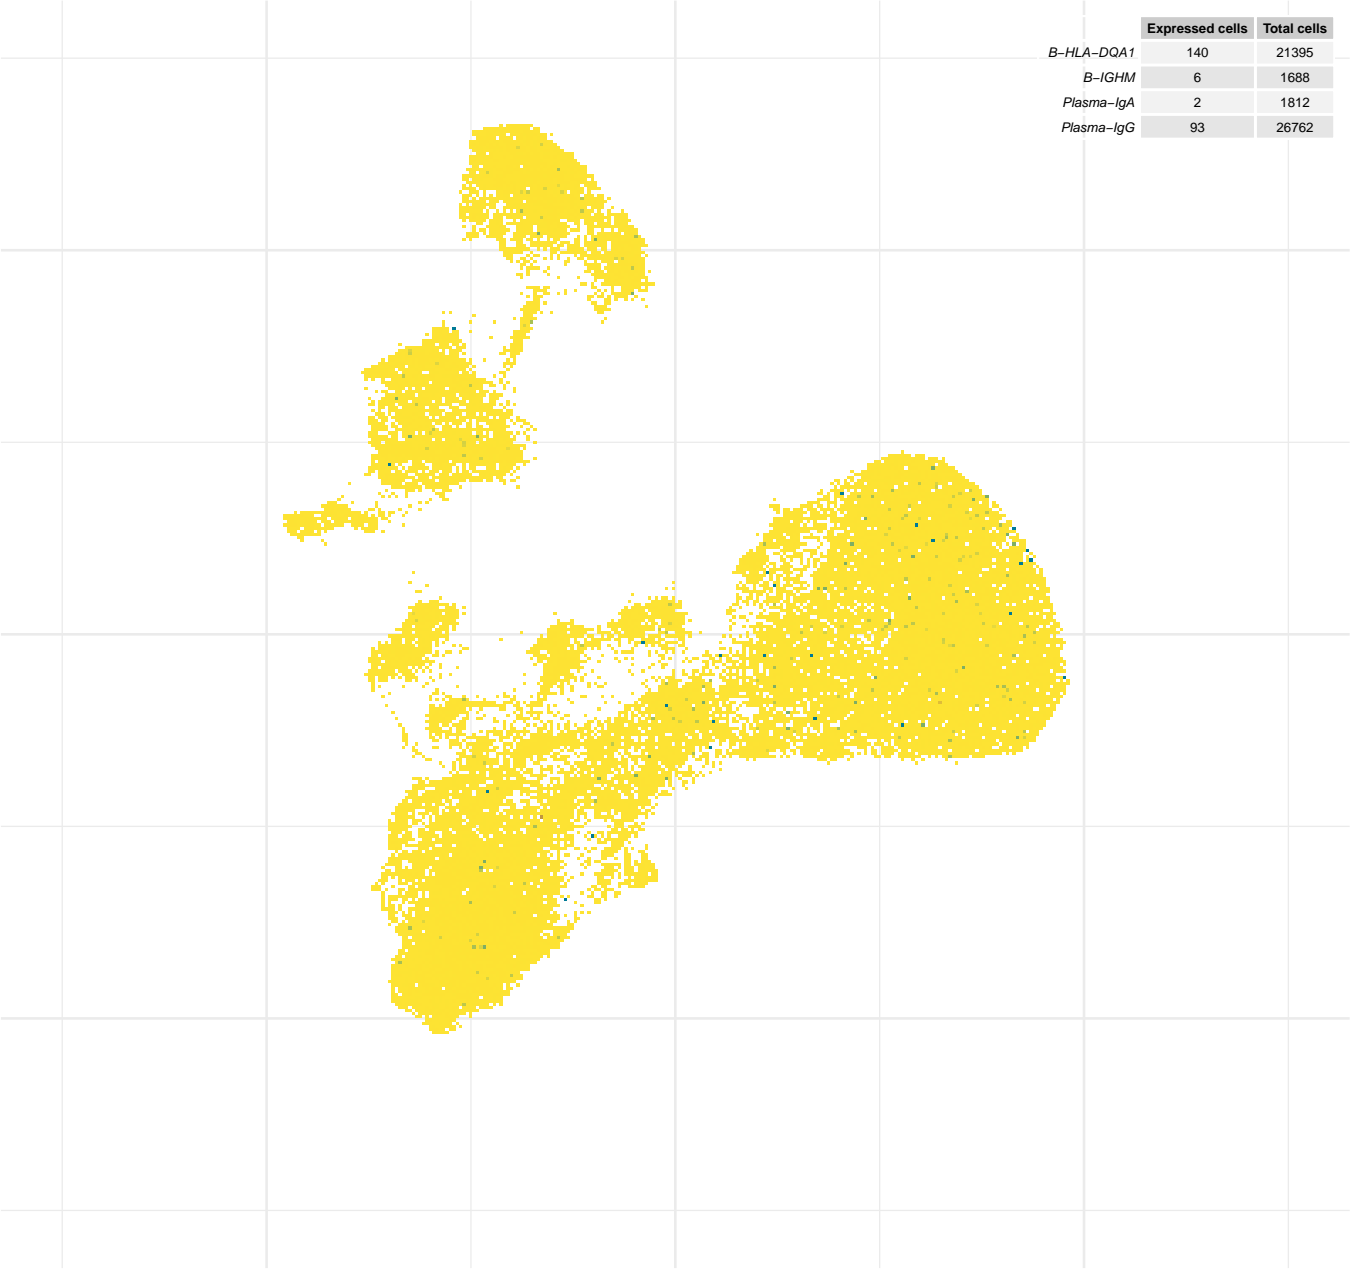 Expressed cells Total cells
B−HLA−DQA1 140 21395
B−IGHM 6 1688
Plasma−IgA 2 1812
Plasma−IgG 93 26762